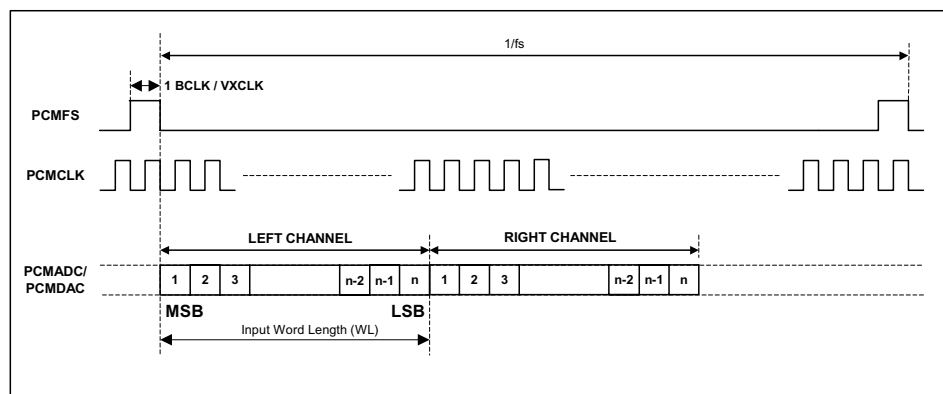 1/fs
1 BCLK / VXCLK
PCMFS
PCMCLK
LEFT CHANNEL
RIGHT CHANNEL
PCMADC/
PCMDAC
1 2 3 n-2 n-1 n 1 2 3 n-2 n-1 n
MSB LSB
Input Word Length (WL)